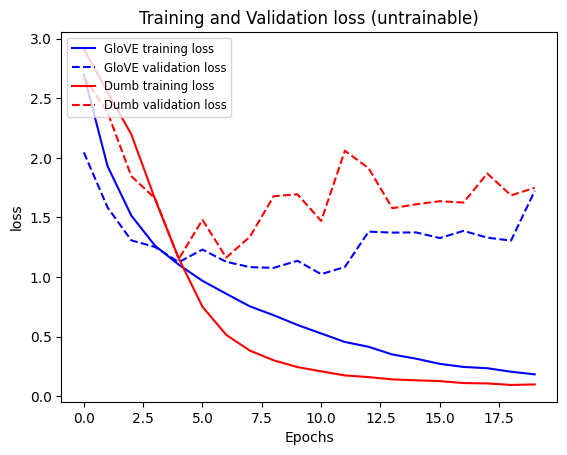 Training and Validation loss (untrainable)
GloVE training loss
GloVE validation loss
Dumb training loss
Dumb validation loss
loss
3.0
2.5
2.0
1.5
1.0
0.5
0.0
0.0 2.5 5.0 7.5 10.0 12.5 15.0 17.5
Epochs